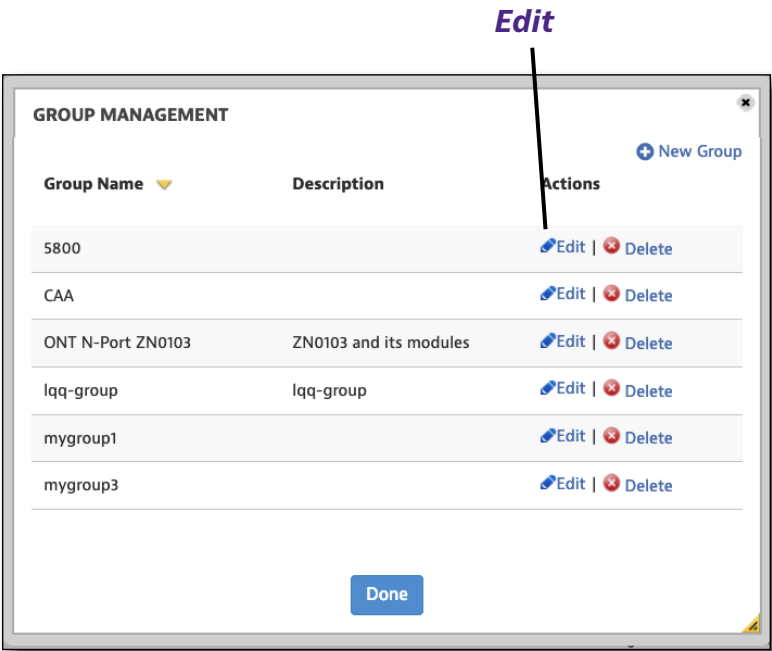 Edit
GROUP MANAGEMENT
New Group
Group Name Description Actions
5800 Edit | Delete
CAA Edit | Delete
ONT N-Port ZN0103 ZN0103 and its modules Edit | Delete
lqq-group lqq-group Edit | Delete
mygroup1 Edit | Delete
mygroup3 Edit | Delete
Done